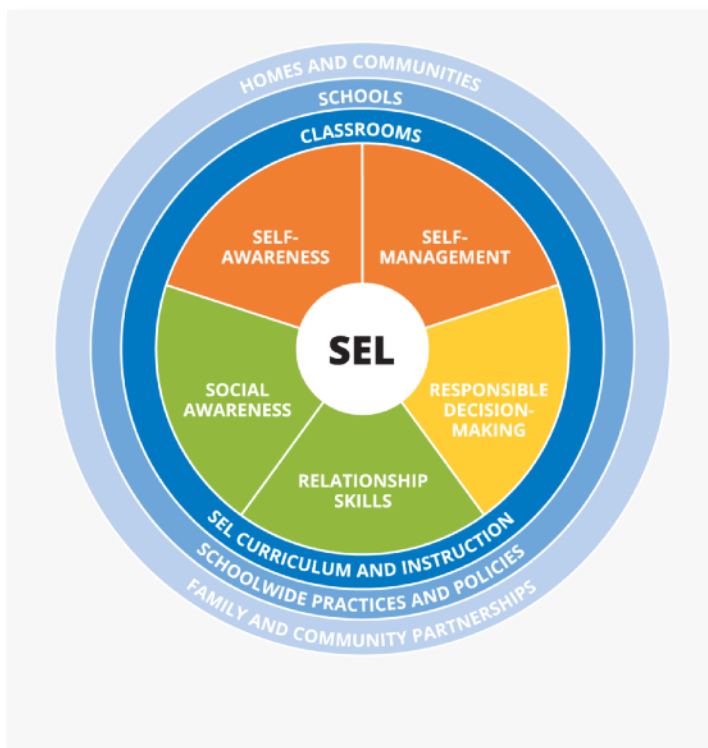 HOMES AND COMMUNITIES
SCHOOLS
CLASSROOMS
SELF-
AWARENESS
SELF-
MANAGEMENT
SEL
SOCIAL
AWARENESS
RESPONSIBLE
DECISION-
MAKING
RELATIONSHIP
SKILLS
SEL CURRICULUM AND INSTRUCTION
SCHOOLWIDE PRACTICES AND POLICIES
FAMILY AND COMMUNITY PARTNERSHIPS